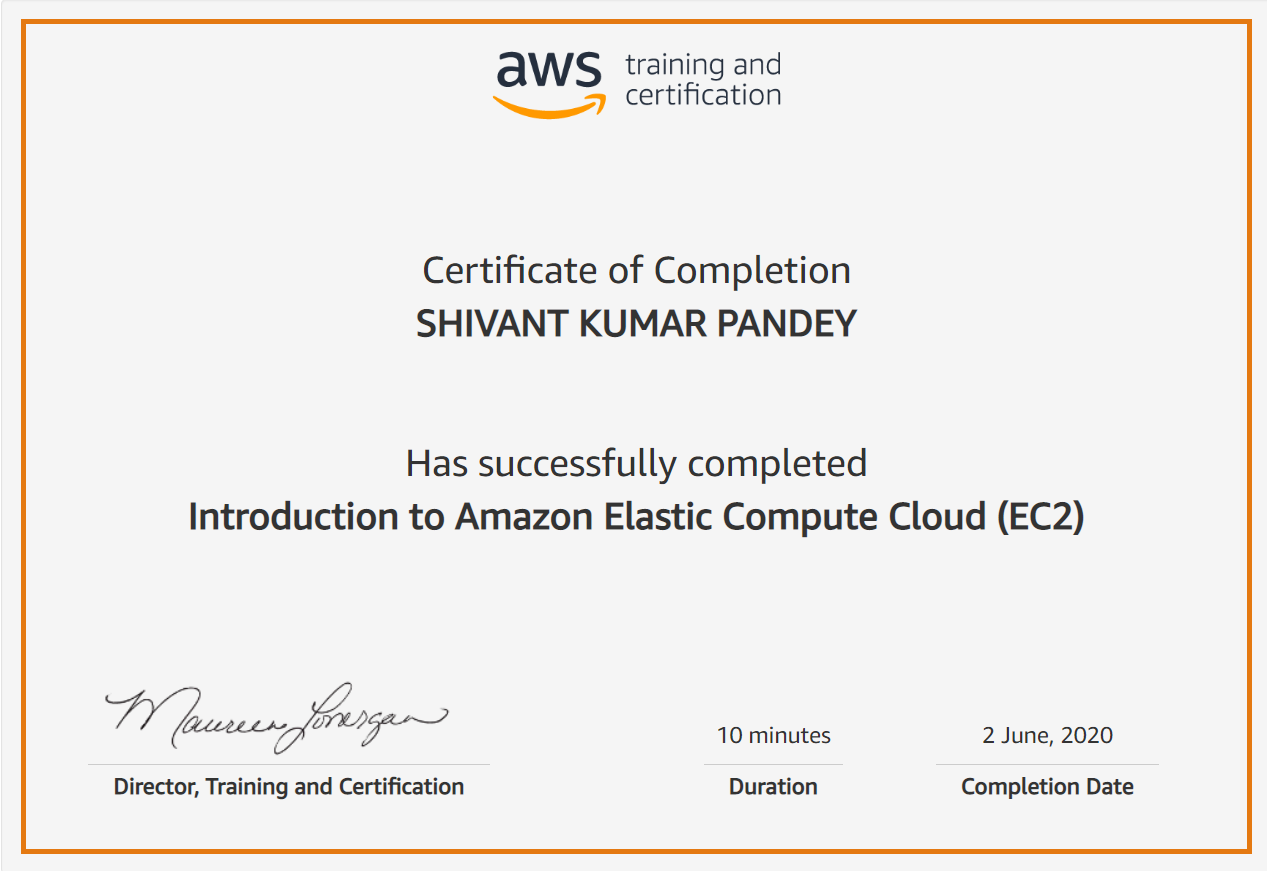 aws training and
certification
Certificate of Completion
SHIVANT KUMAR PANDEY
Has successfully completed
Introduction to Amazon Elastic Compute Cloud (EC2)
Maureen Lonergan
10 minutes
2 June, 2020
Director, Training and Certification
Duration
Completion Date